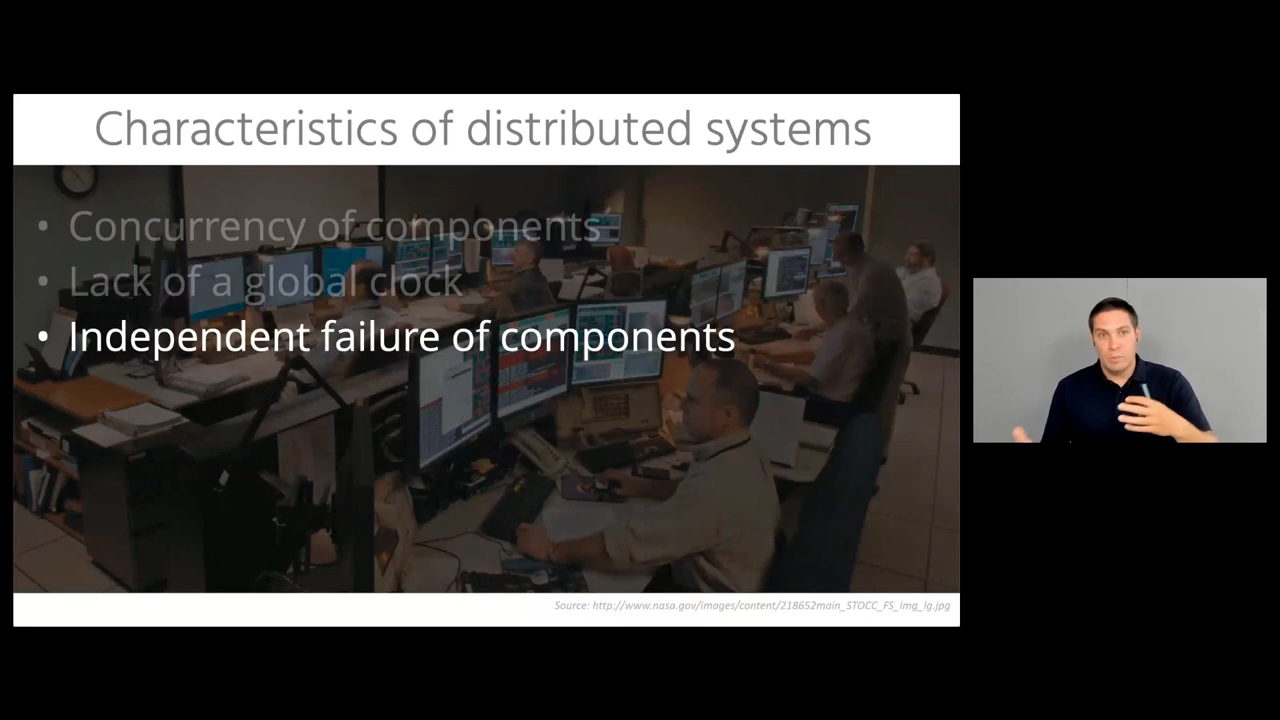 Characteristics of distributed systems
• Concurrency of components
• Lack of a global clock
• Independent failure of components
Source: http://www.nasa.gov/images/content/218652main_STOCC_FS_img_lg.jpg